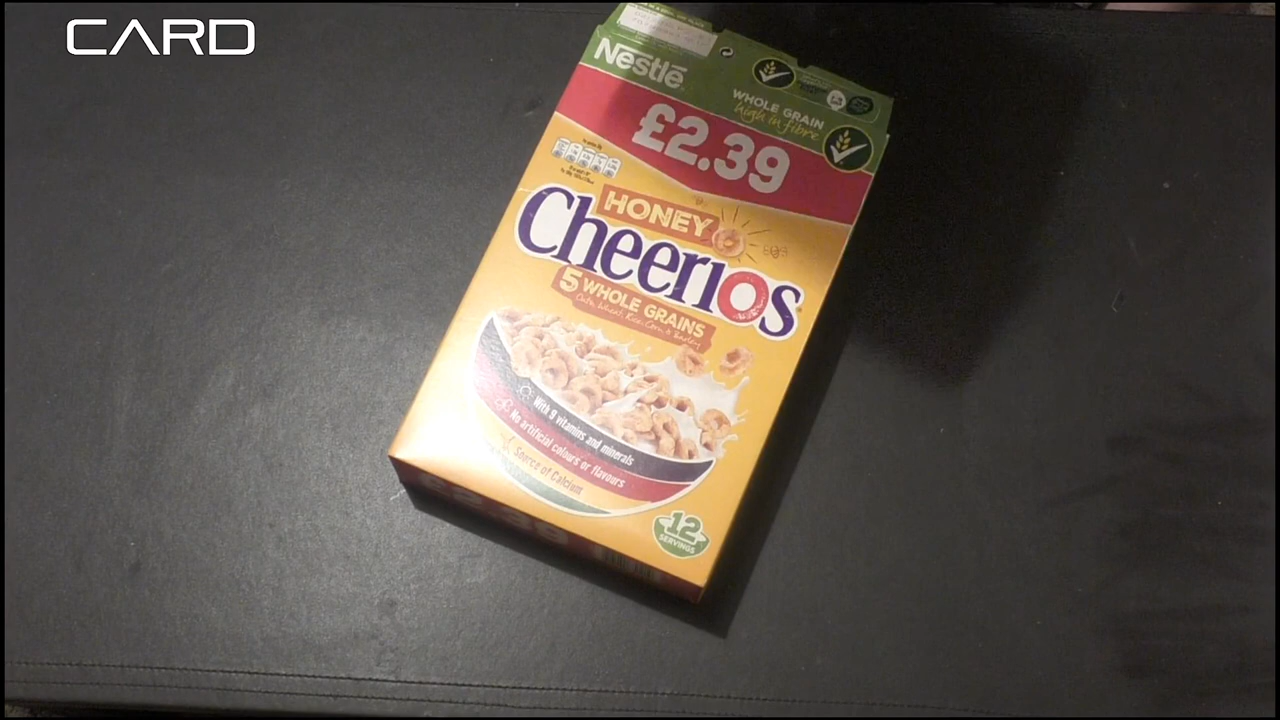 CARD
Nestlé
WHOLE GRAIN
high in fibre
£2.39
HONEY
Cheerios
5 WHOLE GRAINS
Oats, Wheat, Rice, Corn & Barley
With 9 vitamins and minerals
No artificial colours or flavours
Source of Calcium
12
SERVINGS